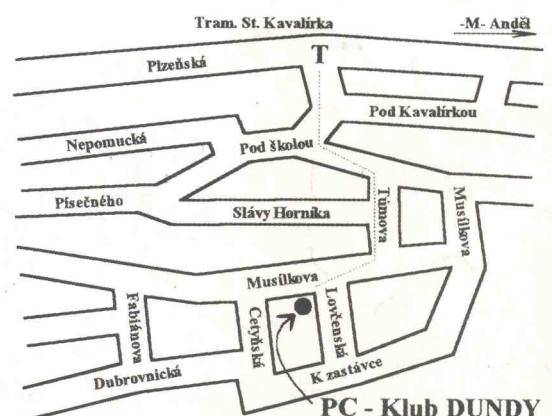 Tram. St. Kavalírka
-M- Anděl
T
Plzeňská
Pod Kavalírkou
Nepomucká
Pod školou
Písečného
Slávy Horníka
Tůmova
Musílkova
Musílkova
Fabiánova
Cetyňská
Lovčenská
K zastávce
Dubrovnická
PC - Klub DUNDY